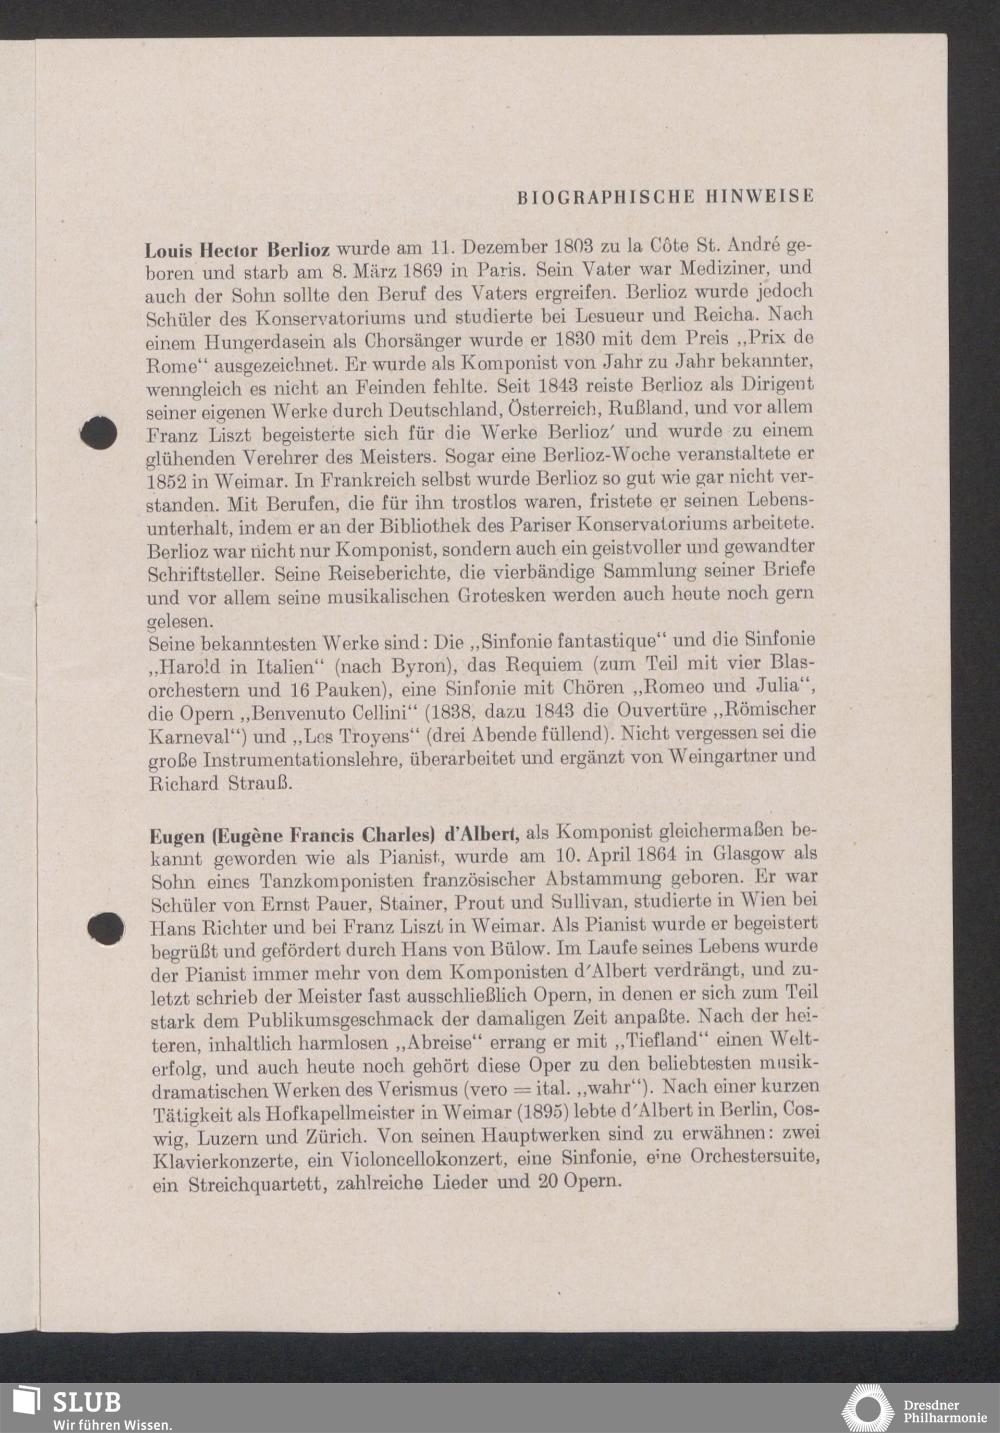 BIOGRAPHISCHE HINWEISE
Louis Hector Berlioz wurde am 11. Dezember 1803 zu la Côte St. André ge-
boren und starb am 8. März 1869 in Paris. Sein Vater war Mediziner, und
auch der Sohn sollte den Beruf des Vaters ergreifen. Berlioz wurde jedoch
Schüler des Konservatoriums und studierte bei Lesueur und Reicha. Nach
einem Hungerdasein als Chorsänger wurde er 1830 mit dem Preis „Prix de
Rome“ ausgezeichnet. Er wurde als Komponist von Jahr zu Jahr bekannter,
wenngleich es nicht an Feinden fehlte. Seit 1843 reiste Berlioz als Dirigent
seiner eigenen Werke durch Deutschland, Österreich, Rußland, und vor allem
Franz Liszt begeisterte sich für die Werke Berlioz’ und wurde zu einem
glühenden Verehrer des Meisters. Sogar eine Berlioz-Woche veranstaltete er
1852 in Weimar. In Frankreich selbst wurde Berlioz so gut wie gar nicht ver-
standen. Mit Berufen, die für ihn trostlos waren, fristete er seinen Lebens-
unterhalt, indem er an der Bibliothek des Pariser Konservatoriums arbeitete.
Berlioz war nicht nur Komponist, sondern auch ein geistvoller und gewandter
Schriftsteller. Seine Reiseberichte, die vierbändige Sammlung seiner Briefe
und vor allem seine musikalischen Grotesken werden auch heute noch gern
gelesen.
Seine bekanntesten Werke sind: Die „Sinfonie fantastique“ und die Sinfonie
„Harold in Italien“ (nach Byron), das Requiem (zum Teil mit vier Blas-
orchestern und 16 Pauken), eine Sinfonie mit Chören „Romeo und Julia“,
die Opern „Benvenuto Cellini“ (1838, dazu 1843 die Ouvertüre „Römischer
Karneval“) und „Les Troyens“ (drei Abende füllend). Nicht vergessen sei die
große Instrumentationslehre, überarbeitet und ergänzt von Weingartner und
Richard Strauß.
Eugen (Eugène Francis Charles) d’Albert, als Komponist gleichermaßen be-
kannt geworden wie als Pianist, wurde am 10. April 1864 in Glasgow als
Sohn eines Tanzkomponisten französischer Abstammung geboren. Er war
Schüler von Ernst Pauer, Stainer, Prout und Sullivan, studierte in Wien bei
Hans Richter und bei Franz Liszt in Weimar. Als Pianist wurde er begeistert
begrüßt und gefördert durch Hans von Bülow. Im Laufe seines Lebens wurde
der Pianist immer mehr von dem Komponisten d’Albert verdrängt, und zu-
letzt schrieb der Meister fast ausschließlich Opern, in denen er sich zum Teil
stark dem Publikumsgeschmack der damaligen Zeit anpaßte. Nach der hei-
teren, inhaltlich harmlosen „Abreise“ errang er mit „Tiefland“ einen Welt-
erfolg, und auch heute noch gehört diese Oper zu den beliebtesten musik-
dramatischen Werken des Verismus (vero = ital. „wahr“). Nach einer kurzen
Tätigkeit als Hofkapellmeister in Weimar (1895) lebte d’Albert in Berlin, Cos-
wig, Luzern und Zürich. Von seinen Hauptwerken sind zu erwähnen: zwei
Klavierkonzerte, ein Violoncellokonzert, eine Sinfonie, eine Orchestersuite,
ein Streichquartett, zahlreiche Lieder und 20 Opern.
SLUB
Wir führen Wissen.
Dresdner
Philharmonie